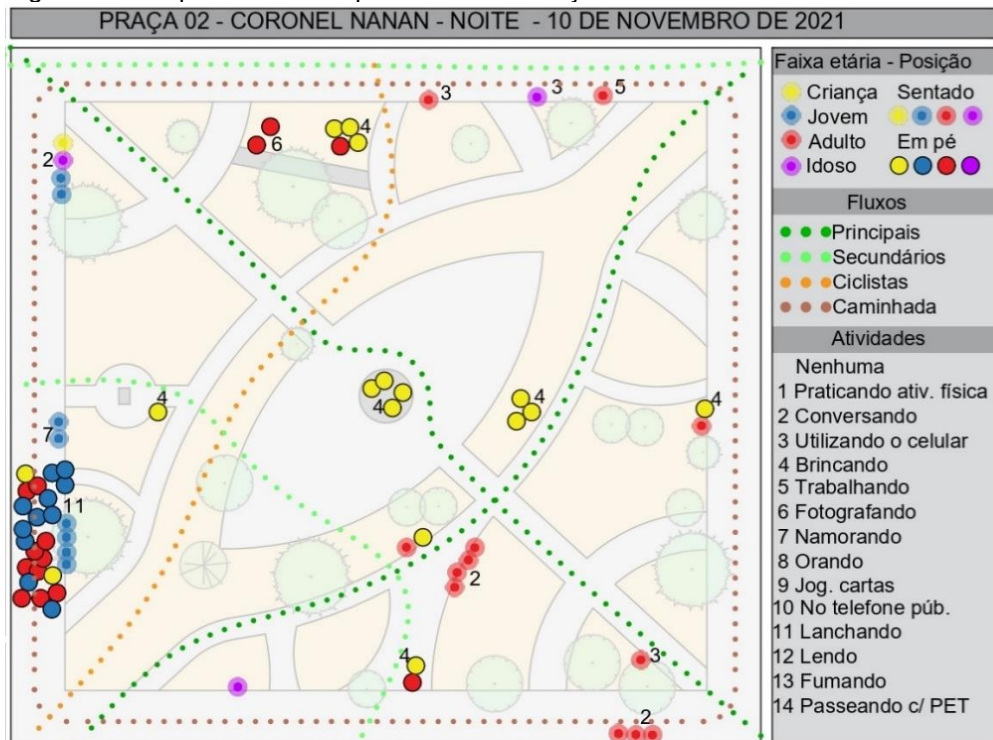 PRAÇA 02 - CORONEL NANAN - NOITE - 10 DE NOVEMBRO DE 2021
Faixa etária - Posição
Criança Sentado
Jovem
Adulto Em pé
Idoso
Fluxos
Principais
Secundários
Ciclistas
Caminhada
Atividades
Nenhuma
1 Praticando ativ. física
2 Conversando
3 Utilizando o celular
4 Brincando
5 Trabalhando
6 Fotografando
7 Namorando
8 Orando
9 Jog. cartas
10 No telefone púb.
11 Lanchando
12 Lendo
13 Fumando
14 Passeando c/ PET
3
3
5
6
4
2
4
4
4
4
7
11
2
4
3
2